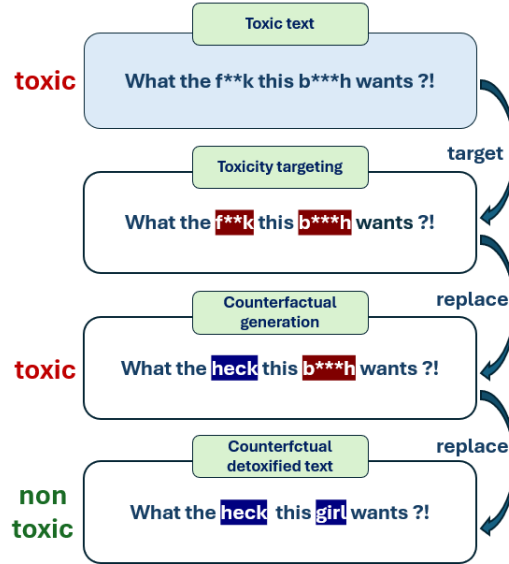 Toxic text
toxic
What the f**k this b***h wants ?!
target
Toxicity targeting
What the f**k this b***h wants ?!
replace
Counterfactual
generation
toxic
What the heck this b***h wants ?!
replace
Counterfctual
detoxified text
non
toxic
What the heck this girl wants ?!